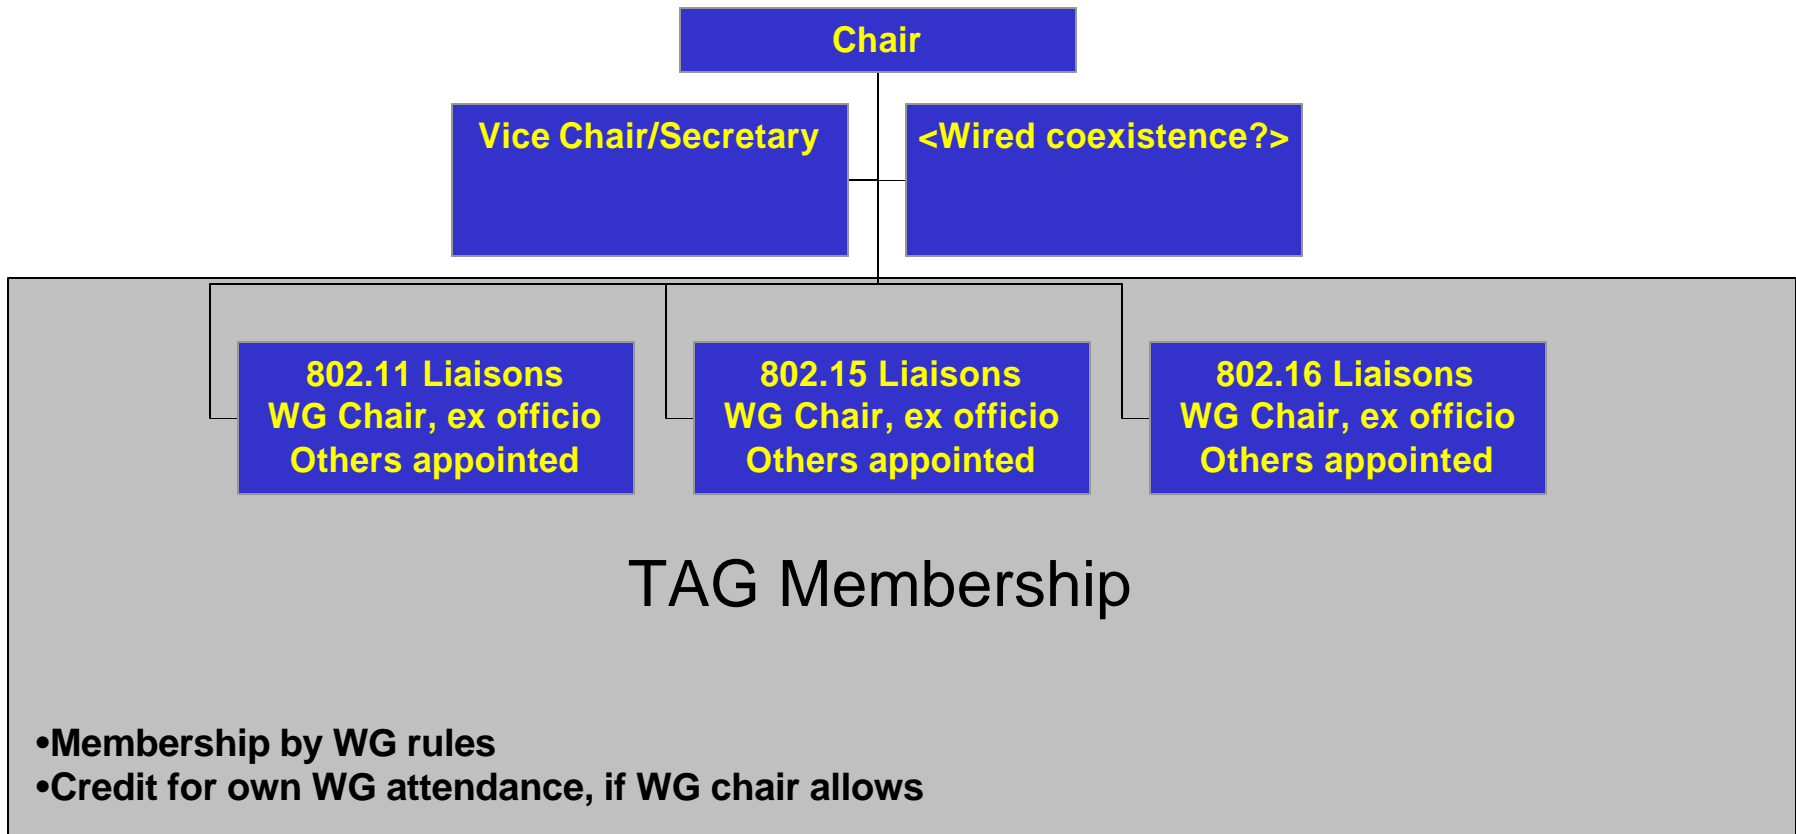 Chair
Vice Chair/Secretary
<Wired coexistence?>
802.11 Liaisons
WG Chair, ex officio
Others appointed
802.15 Liaisons
WG Chair, ex officio
Others appointed
802.16 Liaisons
WG Chair, ex officio
Others appointed
TAG Membership
•Membership by WG rules
•Credit for own WG attendance, if WG chair allows